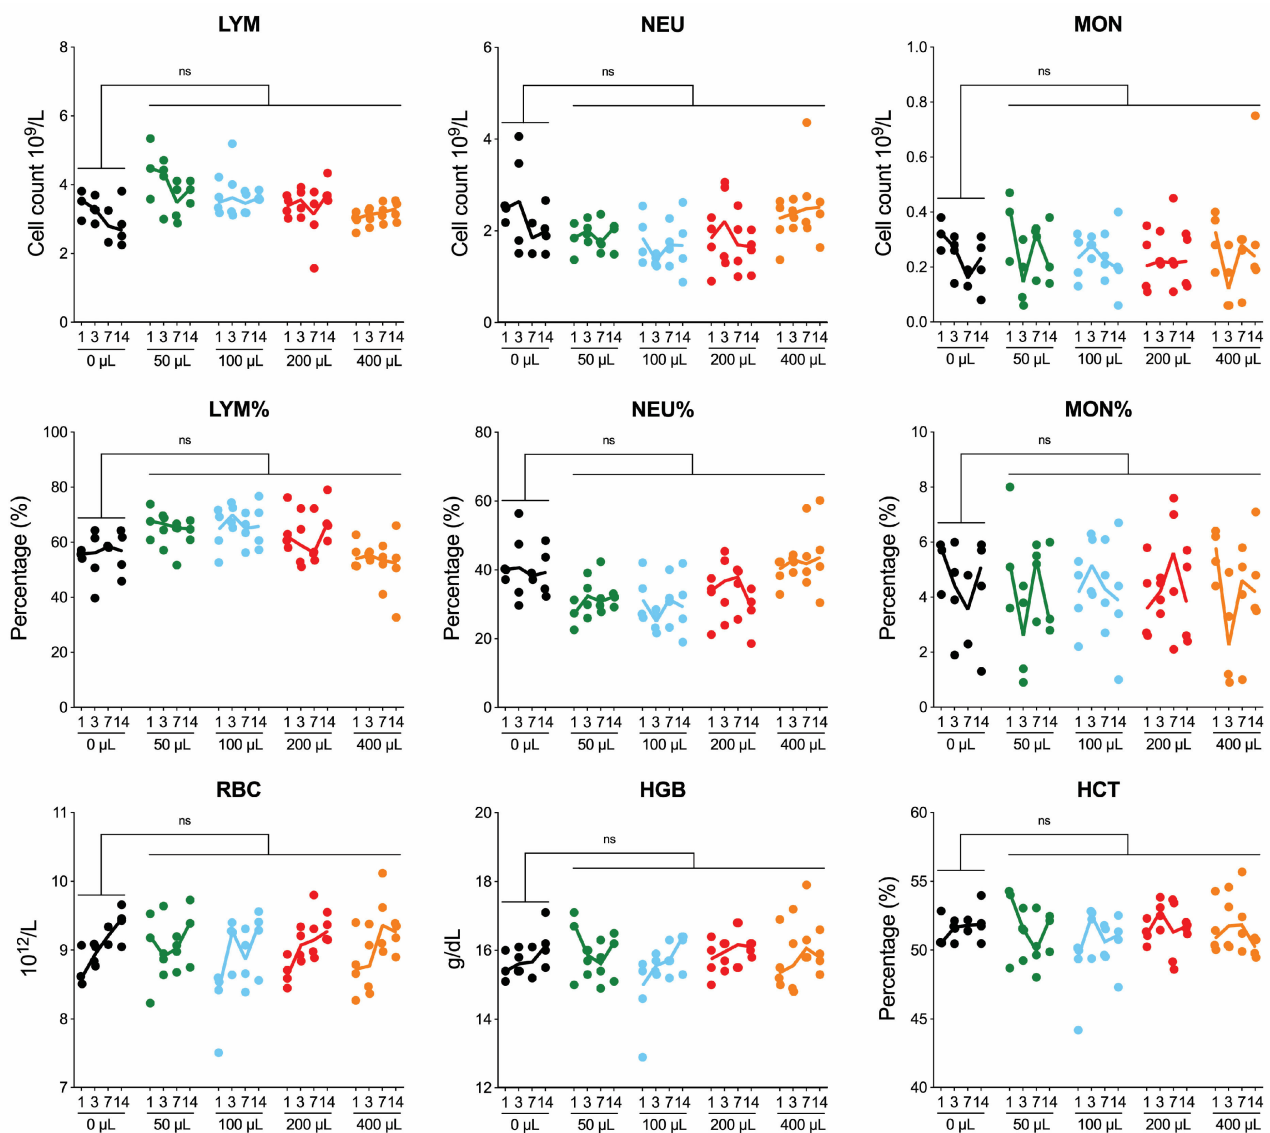 LYM
NEU
MON
Cell count 10⁹/L
8
6
4
2
0
ns
1 3 7 14 1 3 7 14 1 3 7 14 1 3 7 14 1 3 7 14
0 µL 50 µL 100 µL 200 µL 400 µL
Cell count 10⁹/L
6
4
2
0
ns
1 3 7 14 1 3 7 14 1 3 7 14 1 3 7 14 1 3 7 14
0 µL 50 µL 100 µL 200 µL 400 µL
Cell count 10⁹/L
1.0
0.8
0.6
0.4
0.2
0.0
ns
1 3 7 14 1 3 7 14 1 3 7 14 1 3 7 14 1 3 7 14
0 µL 50 µL 100 µL 200 µL 400 µL
LYM%
NEU%
MON%
Percentage (%)
100
80
60
40
20
0
ns
1 3 7 14 1 3 7 14 1 3 7 14 1 3 7 14 1 3 7 14
0 µL 50 µL 100 µL 200 µL 400 µL
Percentage (%)
80
60
40
20
0
ns
1 3 7 14 1 3 7 14 1 3 7 14 1 3 7 14 1 3 7 14
0 µL 50 µL 100 µL 200 µL 400 µL
Percentage (%)
10
8
6
4
2
0
ns
1 3 7 14 1 3 7 14 1 3 7 14 1 3 7 14 1 3 7 14
0 µL 50 µL 100 µL 200 µL 400 µL
RBC
HGB
HCT
10¹²/L
11
10
9
8
7
ns
1 3 7 14 1 3 7 14 1 3 7 14 1 3 7 14 1 3 7 14
0 µL 50 µL 100 µL 200 µL 400 µL
g/dL
20
18
16
14
12
ns
1 3 7 14 1 3 7 14 1 3 7 14 1 3 7 14 1 3 7 14
0 µL 50 µL 100 µL 200 µL 400 µL
Percentage (%)
60
55
50
45
40
ns
1 3 7 14 1 3 7 14 1 3 7 14 1 3 7 14 1 3 7 14
0 µL 50 µL 100 µL 200 µL 400 µL